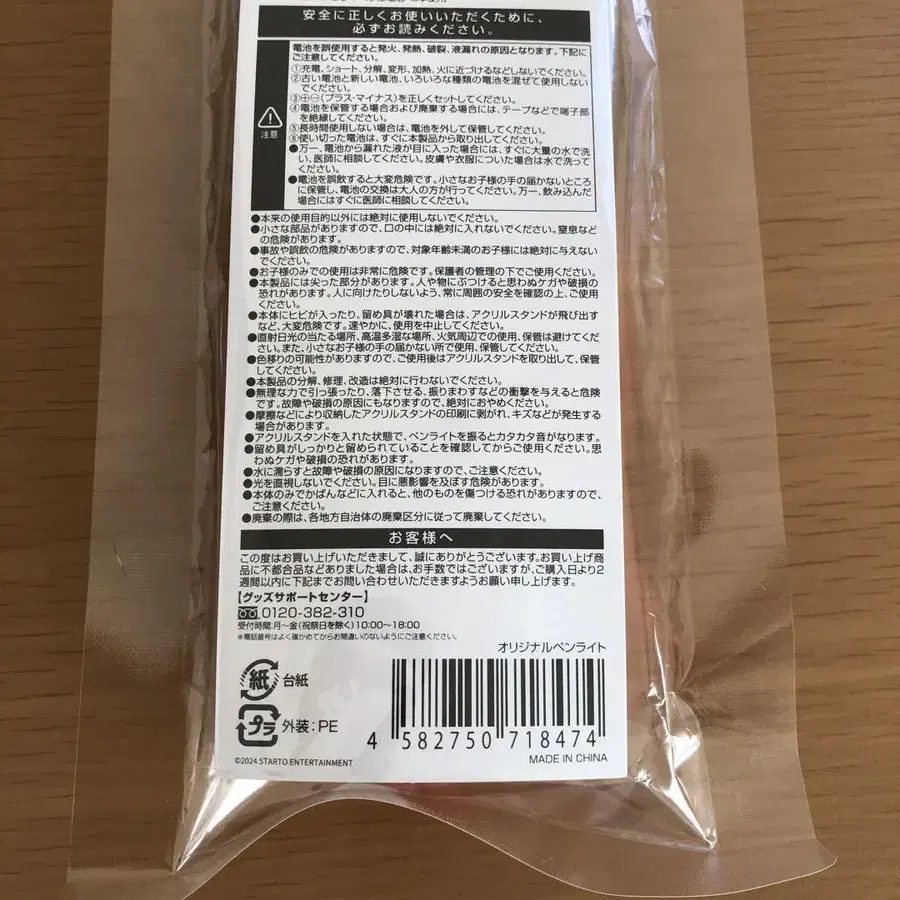 安全に正しくお使いいただくために、
必ずお読みください。
電池を誤使用すると発火、発熱、破裂、液漏れの原因となります。下記に
ご注意してください。
①充電、ショート、分解、変形、加熱、火に近づけるなどしないでください。
②古い電池と新しい電池、いろいろな種類の電池を混ぜて使用しない
でください。
③⊕⊖(プラス・マイナス)を正しくセットしてください。
④電池を保管する場合および廃棄する場合には、テープなどで端子部
を絶縁してください。
⑤長時間使用しない場合は、電池を外して保管してください。
⑥使い切った電池は、すぐに本製品から取り出してください。
●万一、電池から漏れた液が目に入った場合には、すぐに大量の水で洗
い、医師に相談してください。皮膚や衣服についた場合は水で洗って
ください。
●電池を誤飲すると大変危険です。小さなお子様の手の届かないところ
に保管し、電池の交換は大人の方が行ってください。万一、飲み込んだ
場合にはすぐに医師に相談してください。
注意
●本来の使用目的以外には絶対に使用しないでください。
●小さな部品がありますので、口の中には絶対に入れないでください。窒息など
の危険があります。
●事故や誤飲の危険がありますので、対象年齢未満のお子様には絶対に与えない
でください。
●お子様のみでの使用は非常に危険です。保護者の管理の下でご使用ください。
●本製品には尖った部分があります。人や物にぶつけると思わぬケガや破損の
恐れがあります。人に向けたりしないよう、常に周囲の安全を確認の上、ご使用
ください。
●本体にヒビが入ったり、留め具が壊れた場合は、アクリルスタンドが飛び出す
など、大変危険です。速やかに、使用を中止してください。
●直射日光の当たる場所、高温多湿な場所、火気周辺での使用、保管は避けてくだ
さい。また、小さなお子様の手の届かない所で使用、保管してください。
●色移りの可能性がありますので、ご使用後はアクリルスタンドを取り出して、保管
してください。
●本製品の分解、修理、改造は絶対に行わないでください。
●無理な力で引っ張ったり、落下させる、振りまわすなどの衝撃を与えると危険
です。故障や破損の原因にもなりますので、絶対におやめください。
●摩擦などにより収納したアクリルスタンドの印刷に剥がれ、キズなどが発生する
場合があります。
●アクリルスタンドを入れた状態で、ペンライトを振るとカタカタ音がなります。
●留め具がしっかりと留められていることを確認してからご使用ください。思
わぬケガや破損の恐れがあります。
●水に濡らすと故障や破損の原因になりますので、ご注意ください。
●光を直視しないでください。目に悪影響を及ぼす危険があります。
●本体のみでかばんなどに入れると、他のものを傷つける恐れがありますので、
ご注意ください。
●廃棄の際は、各地方自治体の廃棄区分に従って廃棄してください。
お客様へ
この度はお買い上げいただきまして、誠にありがとうございます。お買い上げ商
品に不都合品などありました場合は、お手数ではございますが、ご購入日より2
週間以内に下記までお問い合わせいただきますようお願い申し上げます。
【グッズサポートセンター】
0120-382-310
受付時間:月〜金(祝祭日を除く)10:00〜18:00
※電話番号はよく確かめてからお間違いのないようにご注意ください。
オリジナルペンライト
紙 台紙
プラ 外装:PE
4 582750 718474
©2024 STARTO ENTERTAINMENT
MADE IN CHINA